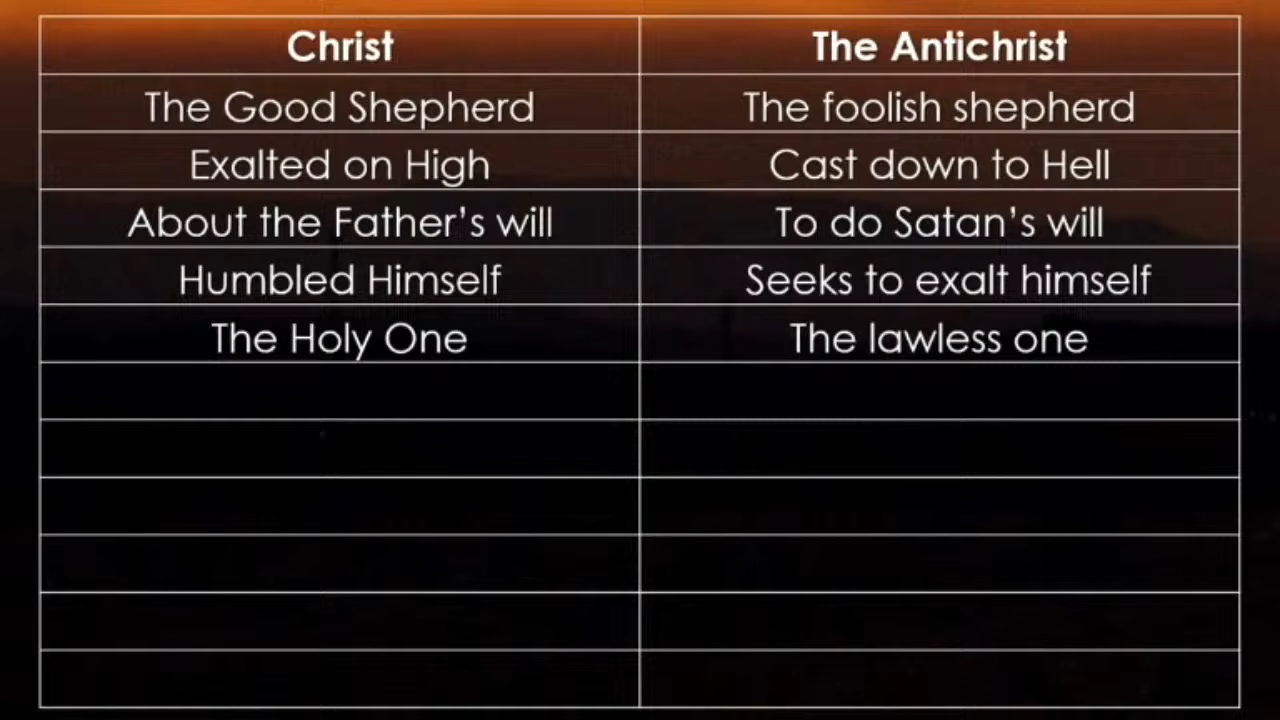 Christ The Antichrist
The Good Shepherd The foolish shepherd
Exalted on High Cast down to Hell
About the Father’s will To do Satan’s will
Humbled Himself Seeks to exalt himself
The Holy One The lawless one